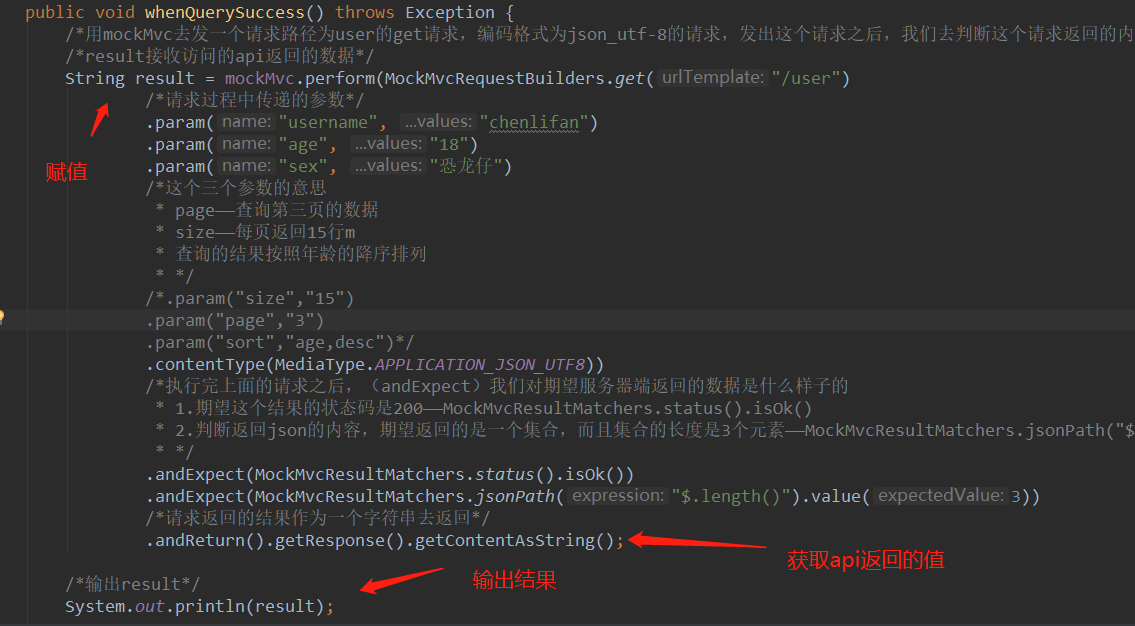 public void whenQuerySuccess() throws Exception {
/*用mockMvc去发一个请求路径为user的get请求，编码格式为json_utf-8的请求，发出这个请求之后，我们去判断这个请求返回的内
/*result接收访问的api返回的数据*/
String result = mockMvc.perform(MockMvcRequestBuilders.get( urlTemplate: "/user")
/*请求过程中传递的参数*/
.param( name: "username", ...values: "chenlifan")
.param( name: "age", ...values: "18")
赋值
.param( name: "sex", ...values: "恐龙仔")
/*这个三个参数的意思
* page——查询第三页的数据
* size——每页返回15行m
* 查询的结果按照年龄的降序排列
* */
/*.param("size","15")
.param("page","3")
.param("sort","age,desc")*/
.contentType(MediaType.APPLICATION_JSON_UTF8))
/*执行完上面的请求之后，（andExpect）我们对期望服务器端返回的数据是什么样子的
* 1.期望这个结果的状态码是200——MockMvcResultMatchers.status().isOk()
* 2.判断返回json的内容，期望返回的是一个集合，而且集合的长度是3个元素——MockMvcResultMatchers.jsonPath("$
* */
.andExpect(MockMvcResultMatchers.status().isOk())
.andExpect(MockMvcResultMatchers.jsonPath( expression: "$.length()").value( expectedValue: 3))
/*请求返回的结果作为一个字符串去返回*/
.andReturn().getResponse().getContentAsString();
获取api返回的值
/*输出result*/
输出结果
System.out.println(result);